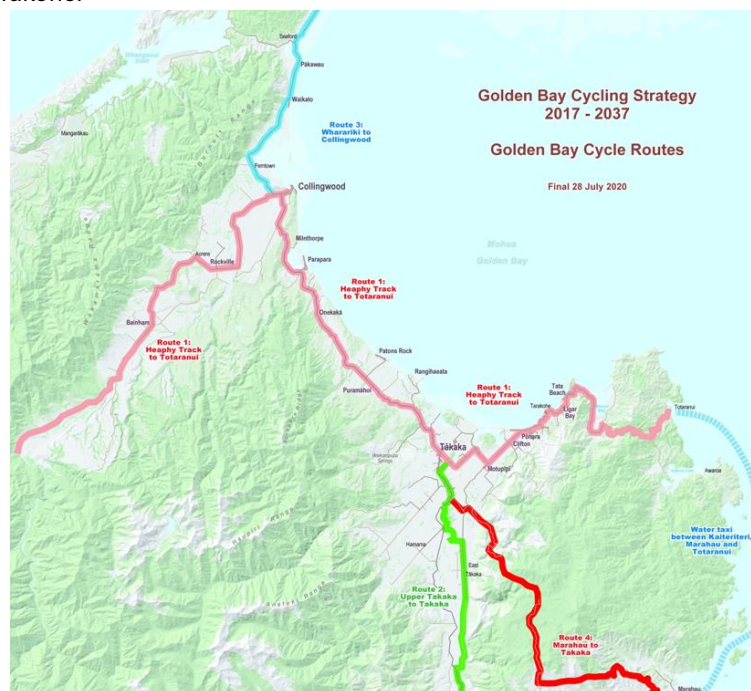 Seaford
Pākawau
Waikato
Mangarakau
Ferntown
Route 3:
Wharariki to
Collingwood
Golden Bay Cycling Strategy
2017 - 2037
Golden Bay Cycle Routes
Final 28 July 2020
Collingwood
Milnthorpe
Parapara
Aorere
Rockville
Mohua
Golden Bay
Route 1:
Heaphy Track
to Totaranui
Onekakā
Bainham
Route 1:
Heaphy Track
to Totaranui
Patons Rock
Rangihaeata
Puramāhoi
Route 1:
Heaphy Track
to Totaranui
Tata
Beach
Tarakohe
Ligar
Bay
Totaranui
Pōhara
Clifton
Tākaka
Motupipi
Awaroa
Water taxi
between Kaiteriteri,
Marahau and
Totaranui
Hamama
East
Tākaka
Route 2:
Upper Takaka
to Takaka
Route 4:
Marahau to
Takaka
Marahau